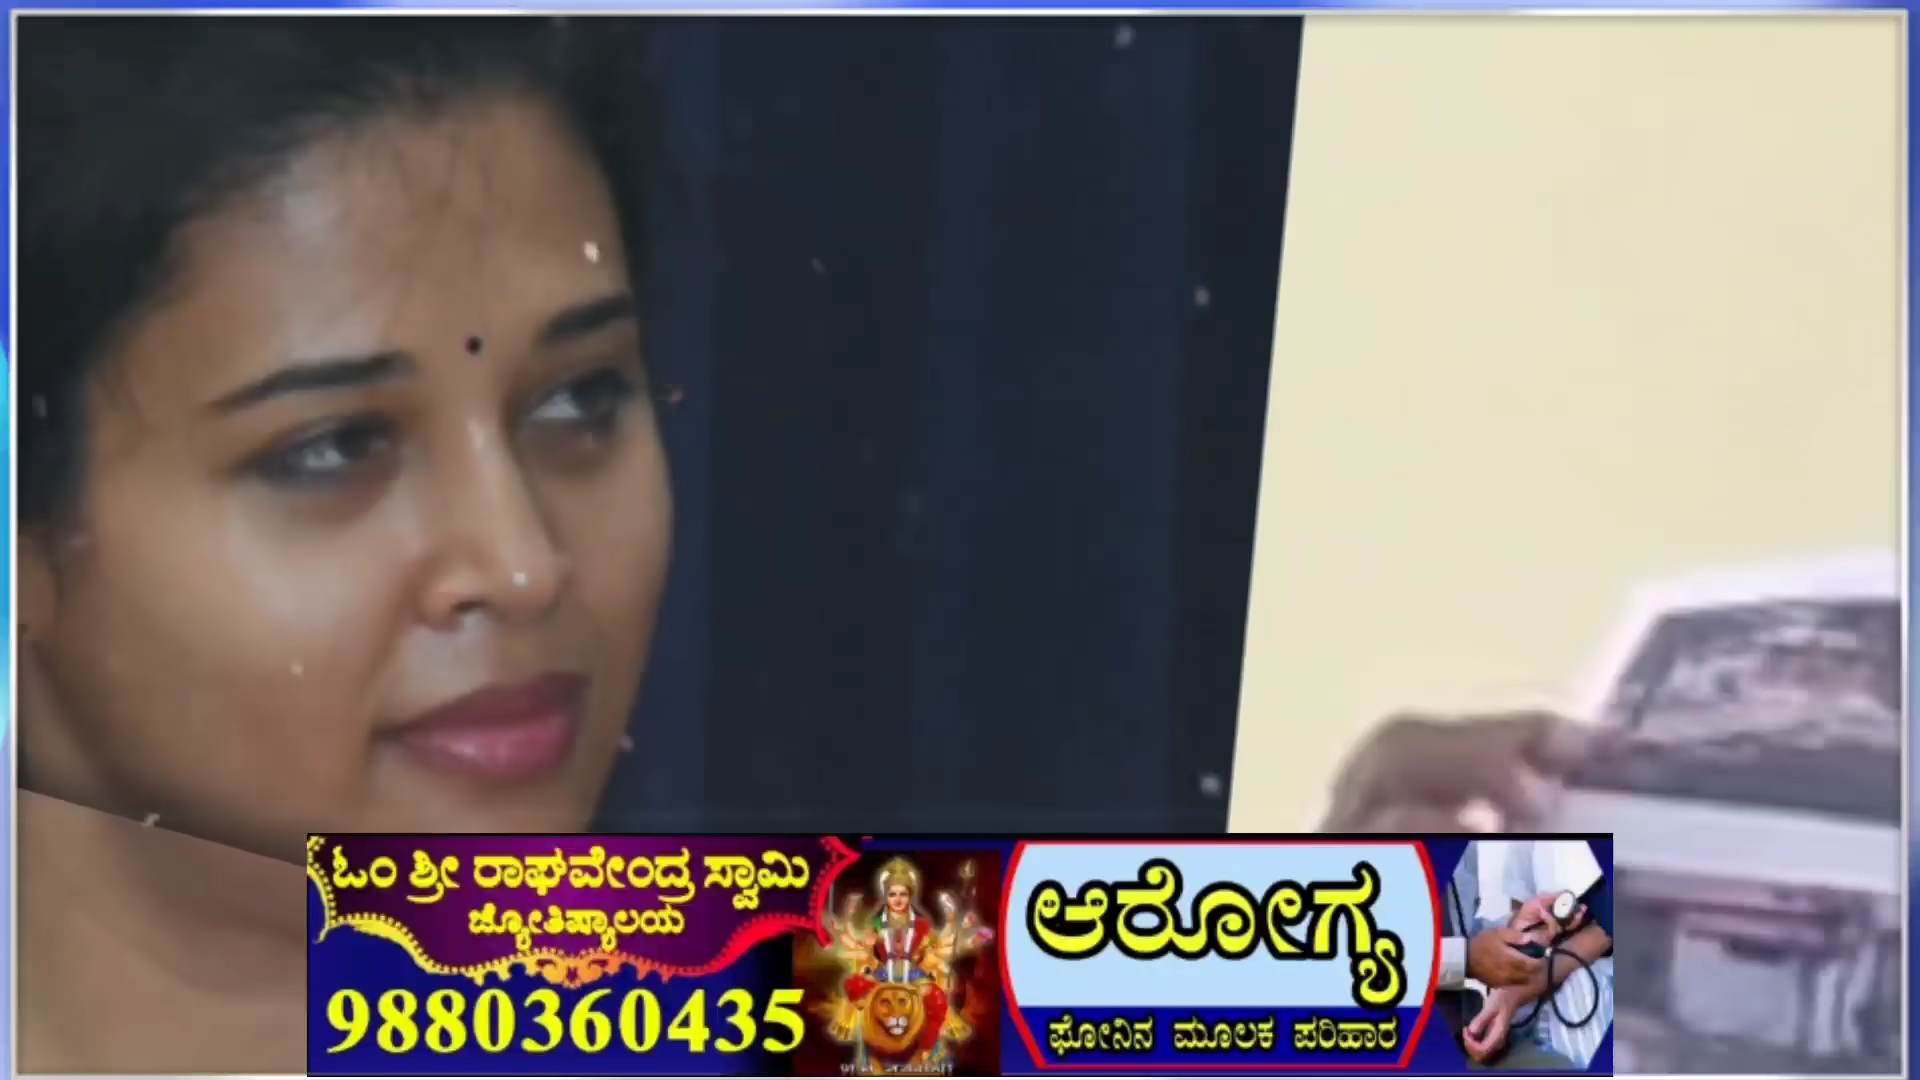 ಓಂ ಶ್ರೀ ರಾಘವೇಂದ್ರ ಸ್ವಾಮಿ
ಜ್ಯೋತಿಷ್ಯಾಲಯ
9880360435
ಆರೋಗ್ಯ
ಫೋನಿನ ಮೂಲಕ ಪರಿಹಾರ